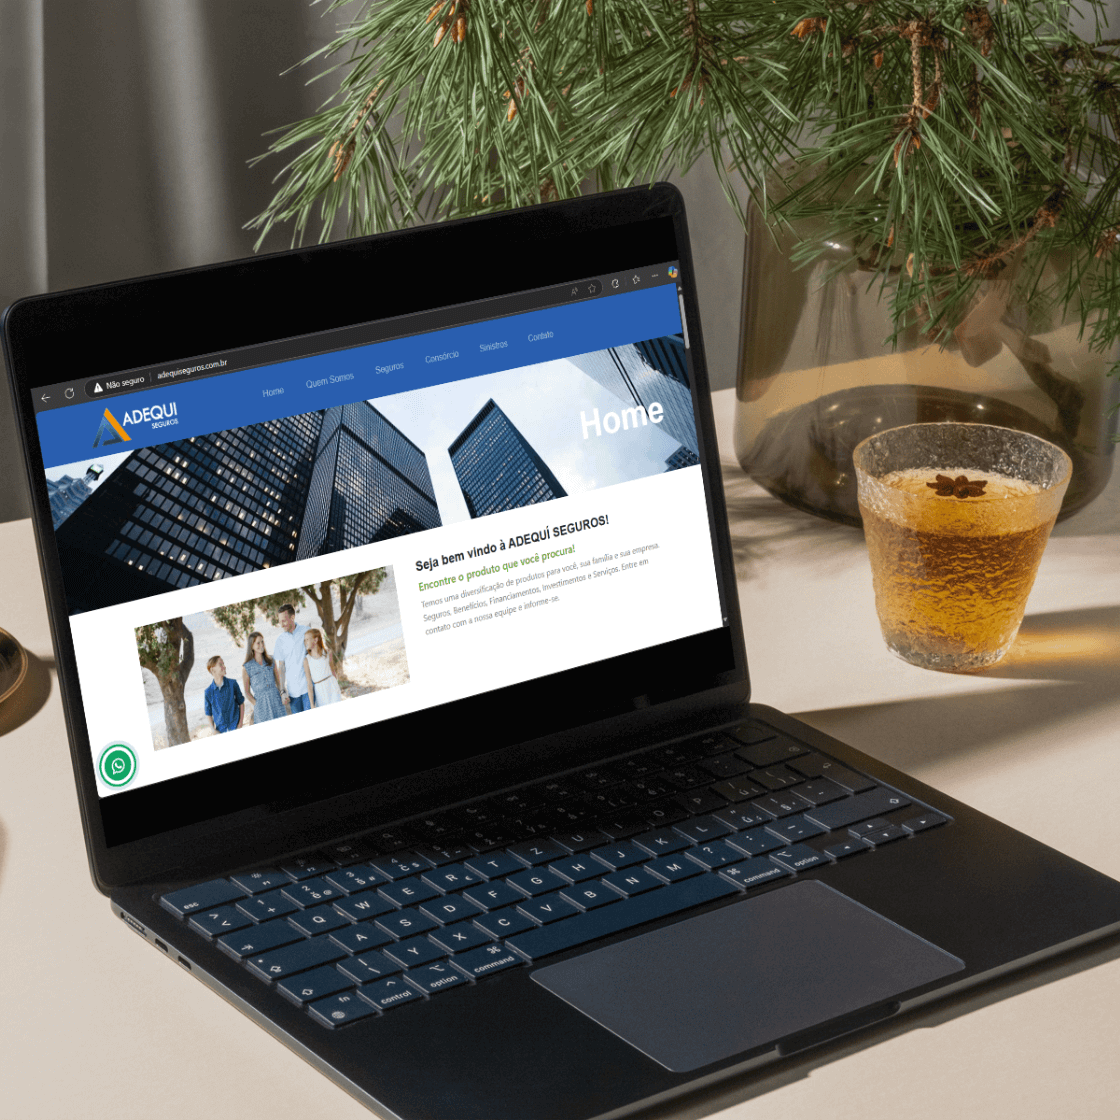 Não seguro
adequiseguros.com.br
ADEQUI
SEGUROS
Home
Quem Somos
Seguros
Consórcio
Sinistros
Contato
Home
Seja bem vindo à ADEQUÍ SEGUROS!
Encontre o produto que você procura!
Temos uma diversificação de produtos para você, sua família e sua empresa.
Seguros, Benefícios, Financiamentos, Investimentos e Serviços. Entre em
contato com a nossa equipe e informe-se.
esc
Q W E R T Z U I O P
A S D F G H J K L
Y X C V B N M
fn
control
option
command
command
option